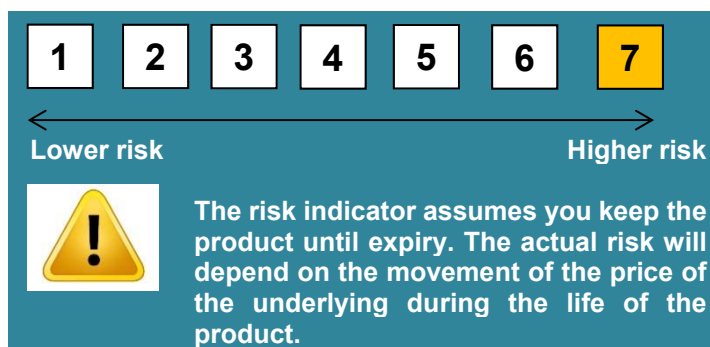 1 2 3 4 5 6 7
Lower risk Higher risk
!
The risk indicator assumes you keep the
product until expiry. The actual risk will
depend on the movement of the price of
the underlying during the life of the
product.